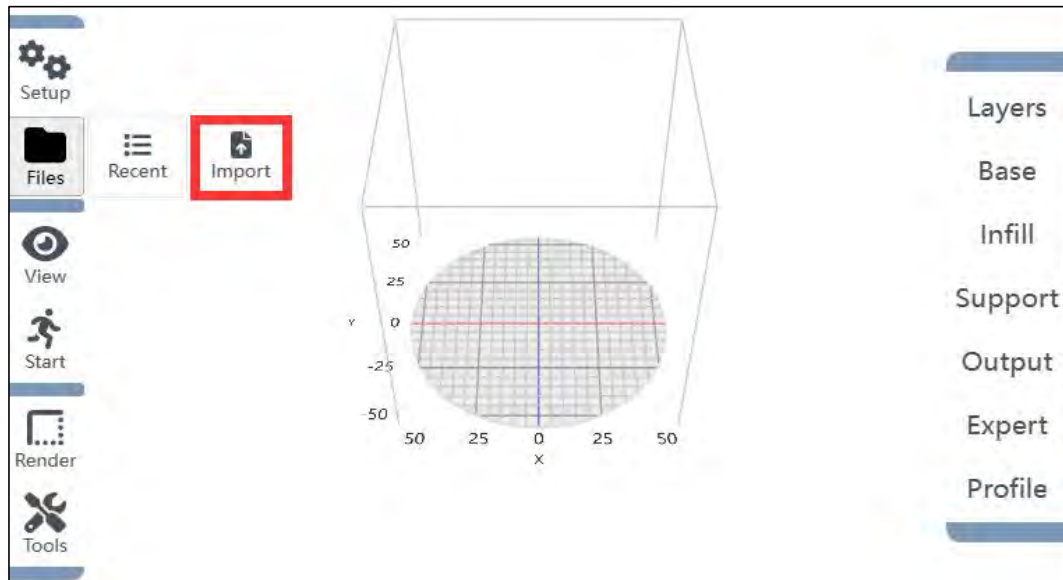 Setup
Files
Recent
Import
View
Start
Render
Tools
50
25
Y
0
-25
-50
50
25
0
25
50
X
Layers
Base
Infill
Support
Output
Expert
Profile